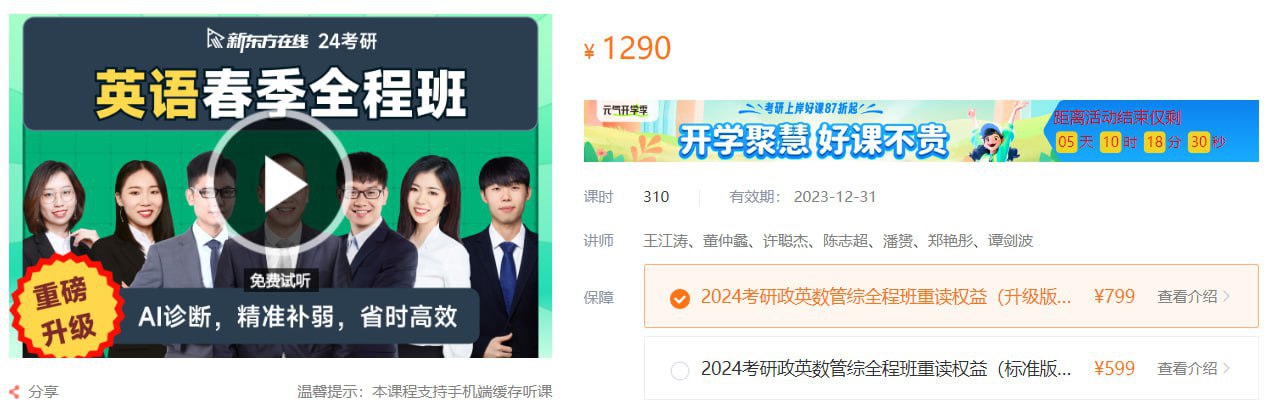 新东方在线 24考研
英语春季全程班
免费试听
重磅
升级
AI诊断，精准补弱，省时高效
分享
温馨提示：本课程支持手机端缓存听课
¥ 1290
元气开学季
考研上岸好课87折起
开学聚慧 好课不贵
距离活动结束仅剩
05天 10时 18分 30秒
课时 310 有效期： 2023-12-31
讲师 王江涛、董仲蠡、许聪杰、陈志超、潘赟、郑艳彤、谭剑波
保障 2024考研政英数管综全程班重读权益（升级版... ¥799 查看介绍
2024考研政英数管综全程班重读权益（标准版... ¥599 查看介绍